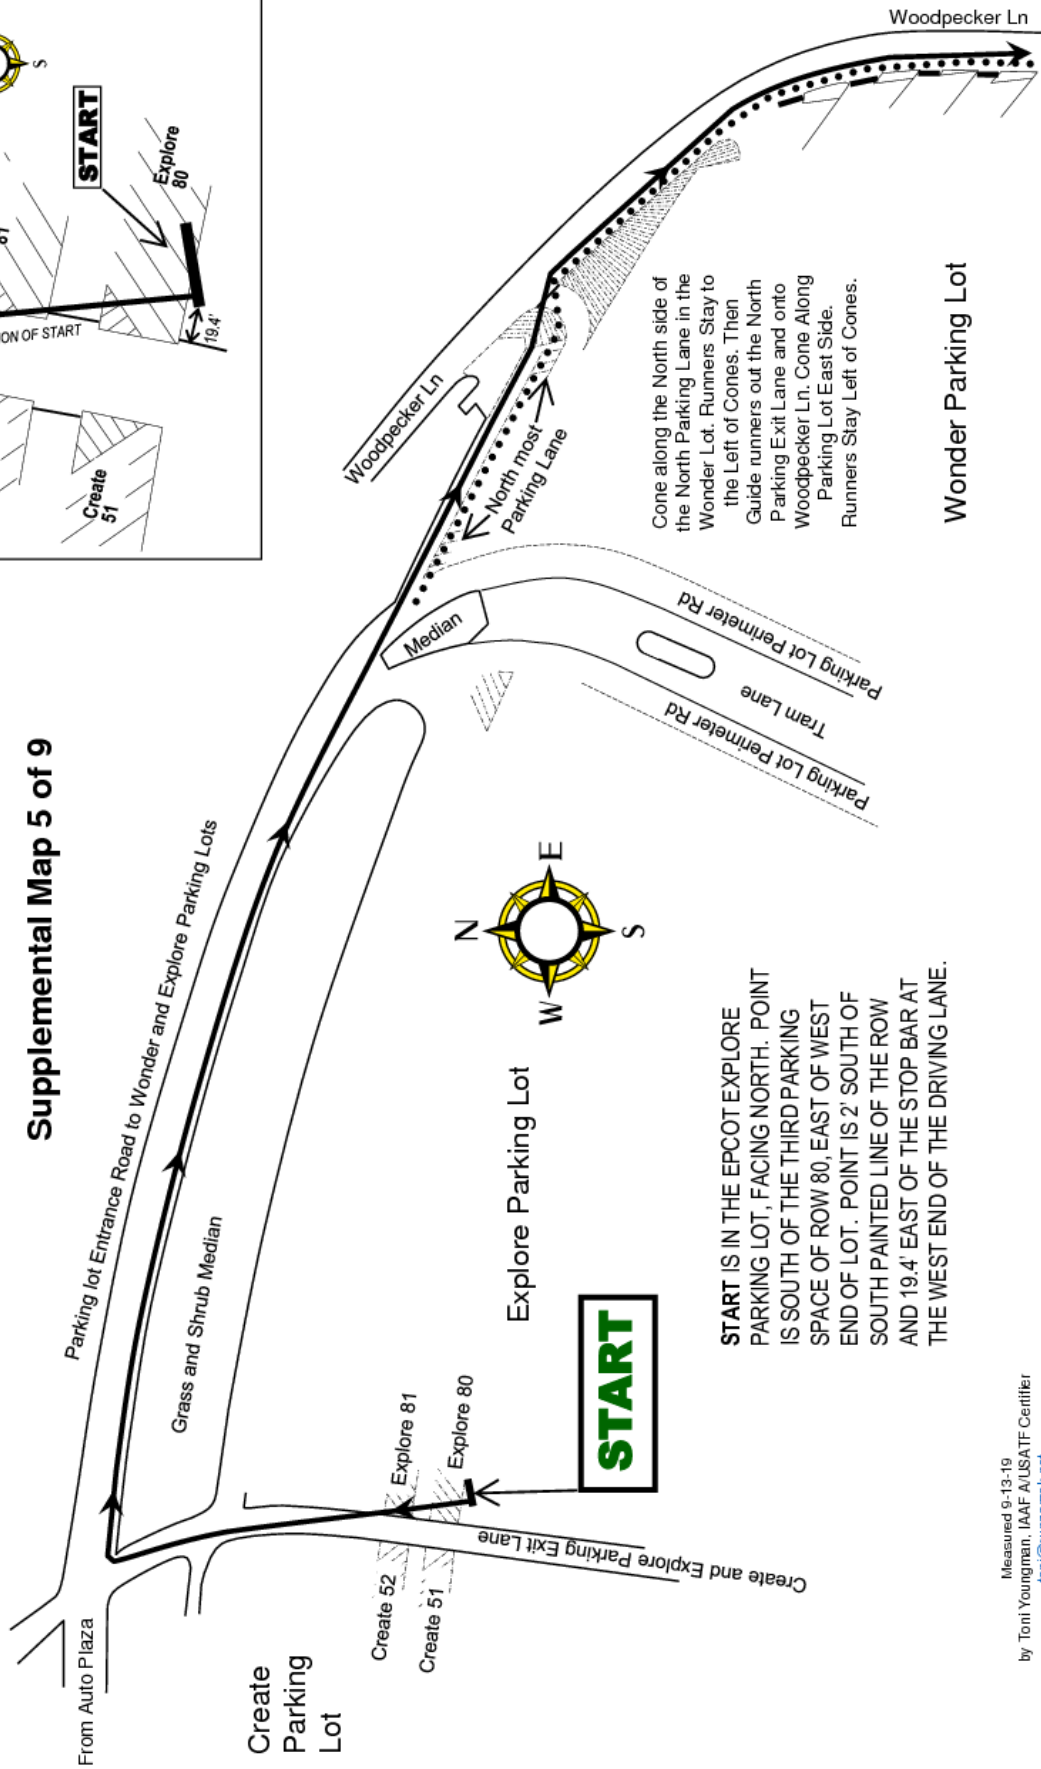 Supplemental Map 5 of 9
Woodpecker Ln
S
START
Explore
80
19.4'
ON OF START
Create
51
Woodpecker Ln
North most
Parking Lane
Cone along the North side of
the North Parking Lane in the
Wonder Lot. Runners Stay to
the Left of Cones. Then
Guide runners out the North
Parking Exit Lane and onto
Woodpecker Ln. Cone Along
Parking Lot East Side.
Runners Stay Left of Cones.
Wonder Parking Lot
Median
Parking Lot Perimeter Rd
Tram Lane
Parking Lot Perimeter Rd
Parking lot Entrance Road to Wonder and Explore Parking Lots
Grass and Shrub Median
N
E
S
W
Explore Parking Lot
START
START IS IN THE EPCOT EXPLORE
PARKING LOT, FACING NORTH. POINT
IS SOUTH OF THE THIRD PARKING
SPACE OF ROW 80, EAST OF WEST
END OF LOT. POINT IS 2' SOUTH OF
SOUTH PAINTED LINE OF THE ROW
AND 19.4' EAST OF THE STOP BAR AT
THE WEST END OF THE DRIVING LANE.
Explore 81
Explore 80
Create and Explore Parking Exit Lane
Create 52
Create 51
Create
Parking
Lot
From Auto Plaza
Measured 9-13-19
by Toni Youngman, IAAF A/USATF Certifier